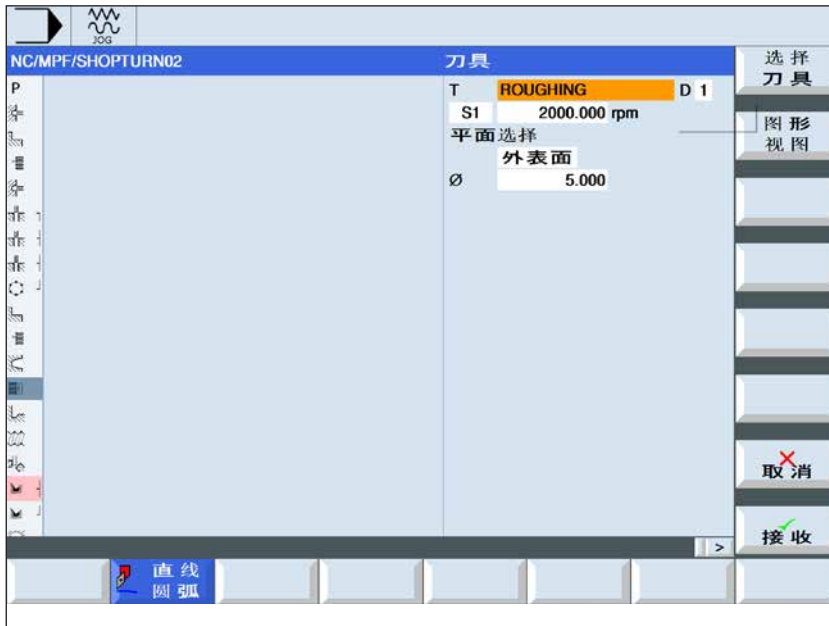 JOG
NC/MPF/SHOPTURN02
刀具
选择
刀具
P
T ROUGHING D 1
S1 2000.000 rpm
图形
视图
平面选择
外表面
Ø 5.000
取消
接收
>
直线
圆弧